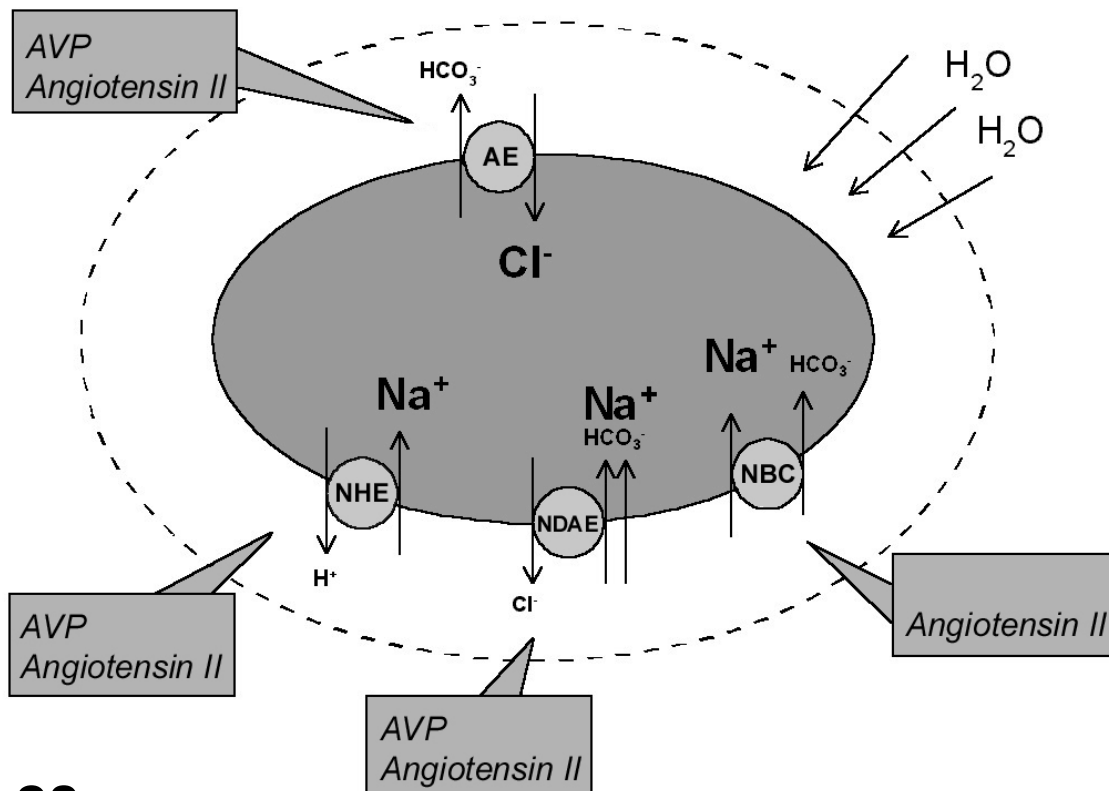 AVP
Angiotensin II
HCO₃⁻
AE
Cl⁻
H₂O
H₂O
Na⁺
Na⁺
HCO₃⁻
Na⁺ HCO₃⁻
NHE
NDAE
NBC
H⁺
Cl⁻
AVP
Angiotensin II
AVP
Angiotensin II
Angiotensin II